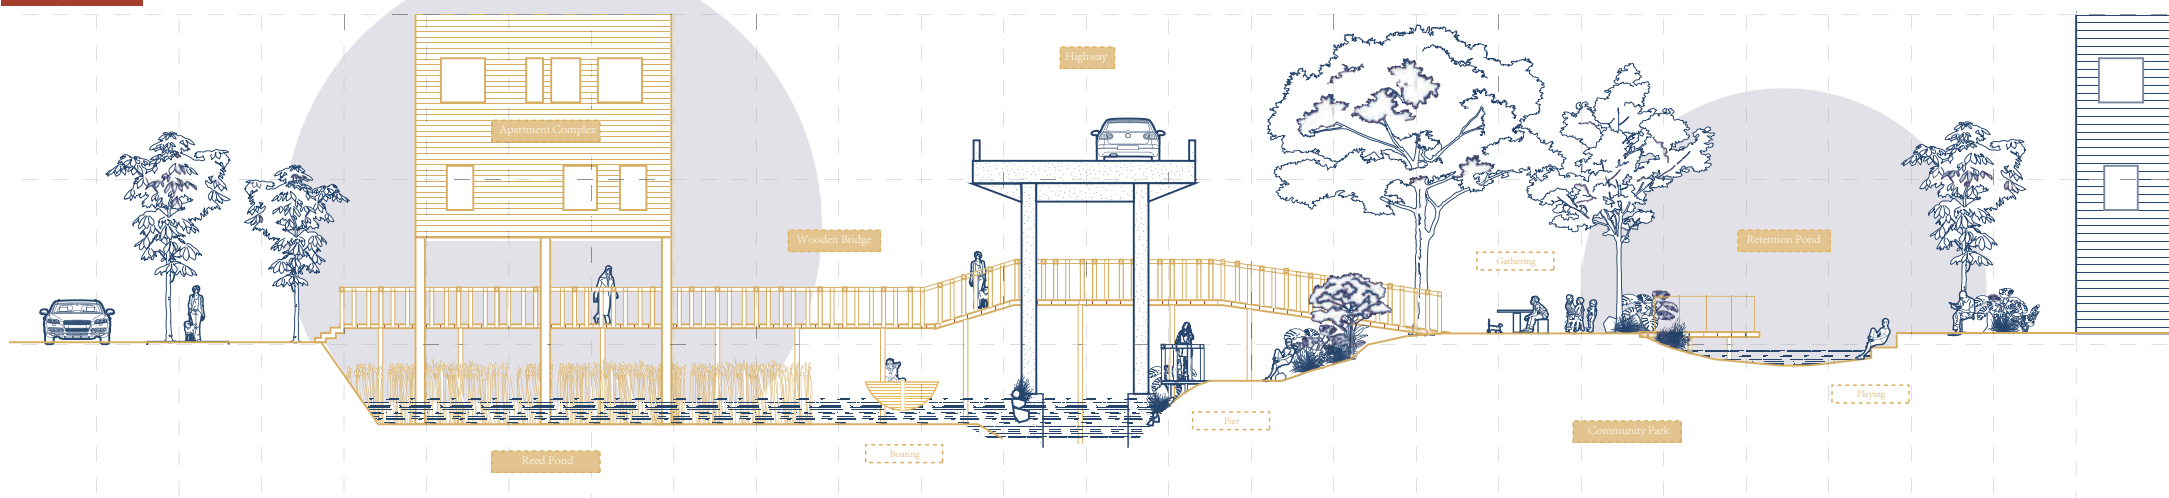 Highway
Apartment Complex
Wooden Bridge
Retention Pond
Gathering
Playing
Pier
Community Park
Boating
Reed Pond